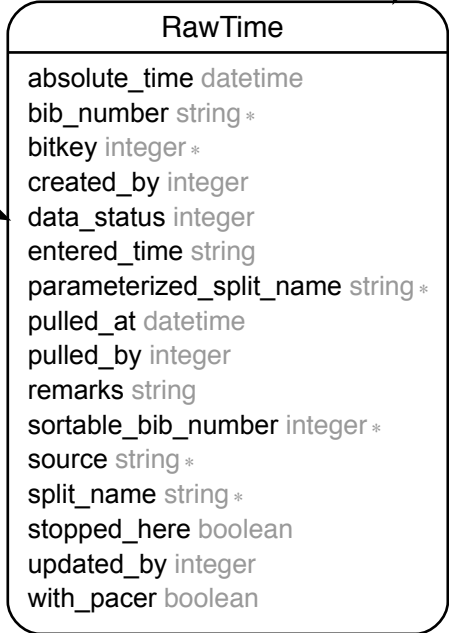 RawTime
absolute_time datetime
bib_number string *
bitkey integer *
created_by integer
data_status integer
entered_time string
parameterized_split_name string *
pulled_at datetime
pulled_by integer
remarks string
sortable_bib_number integer *
source string *
split_name string *
stopped_here boolean
updated_by integer
with_pacer boolean